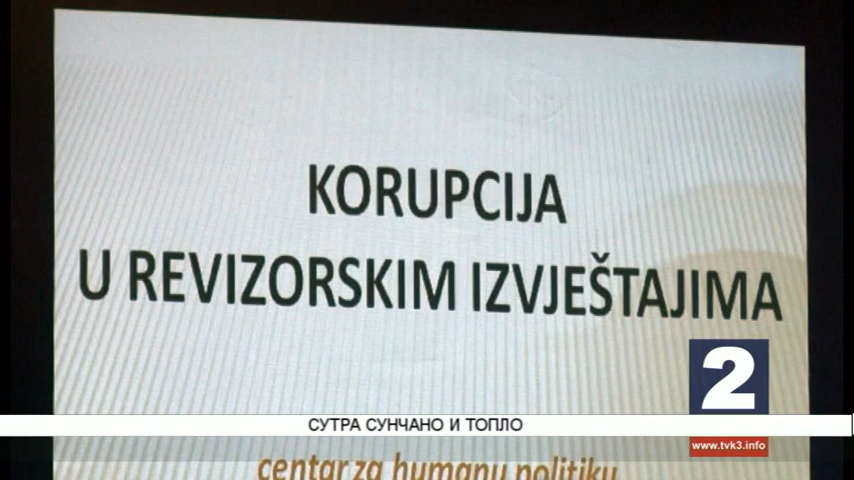 KORUPCIJA
U REVIZORSKIM IZVJEŠTAJIMA
2
СУТРА СУНЧАНО И ТОПЛО
www.tvk3.info
centar za humanu politiku